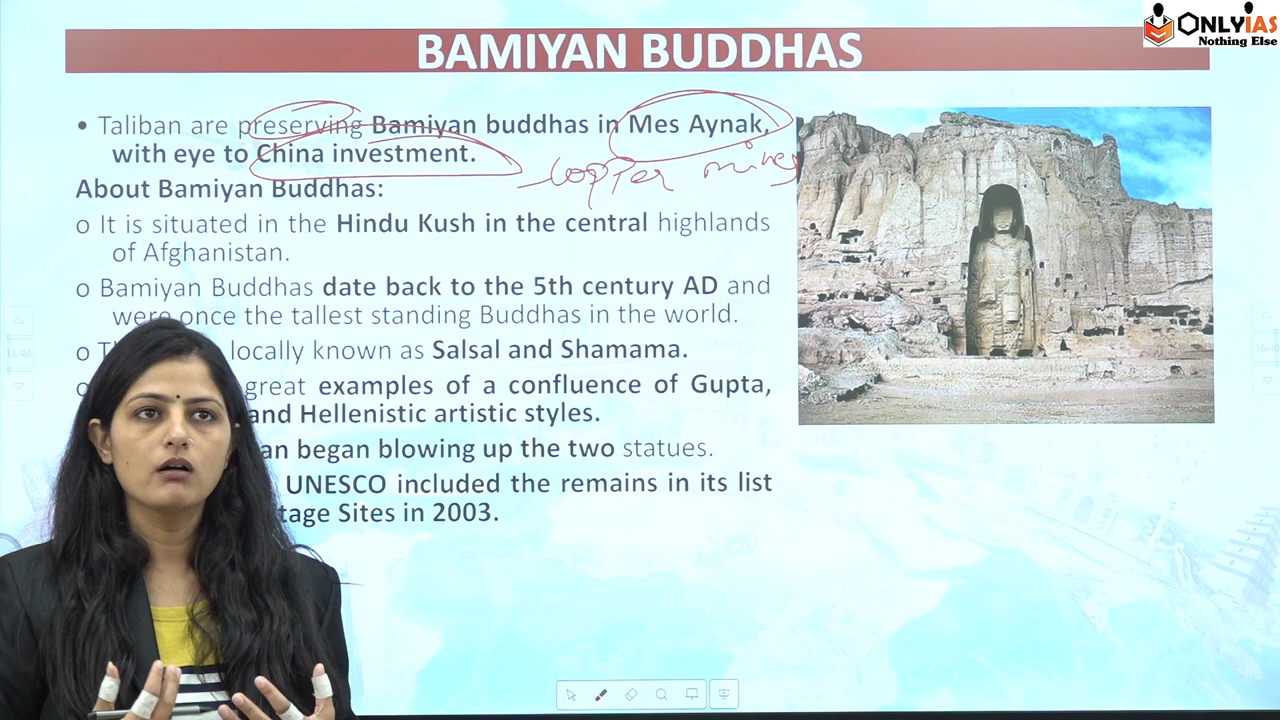 ONLYIAS
Nothing Else
BAMIYAN BUDDHAS
• Taliban are preserving Bamiyan buddhas in Mes Aynak,
with eye to China investment.
copper mines
About Bamiyan Buddhas:
o It is situated in the Hindu Kush in the central highlands
of Afghanistan.
o Bamiyan Buddhas date back to the 5th century AD and
were once the tallest standing Buddhas in the world.
o locally known as Salsal and Shamama.
great examples of a confluence of Gupta,
and Hellenistic artistic styles.
an began blowing up the two statues.
UNESCO included the remains in its list
tage Sites in 2003.
16/40
16/40